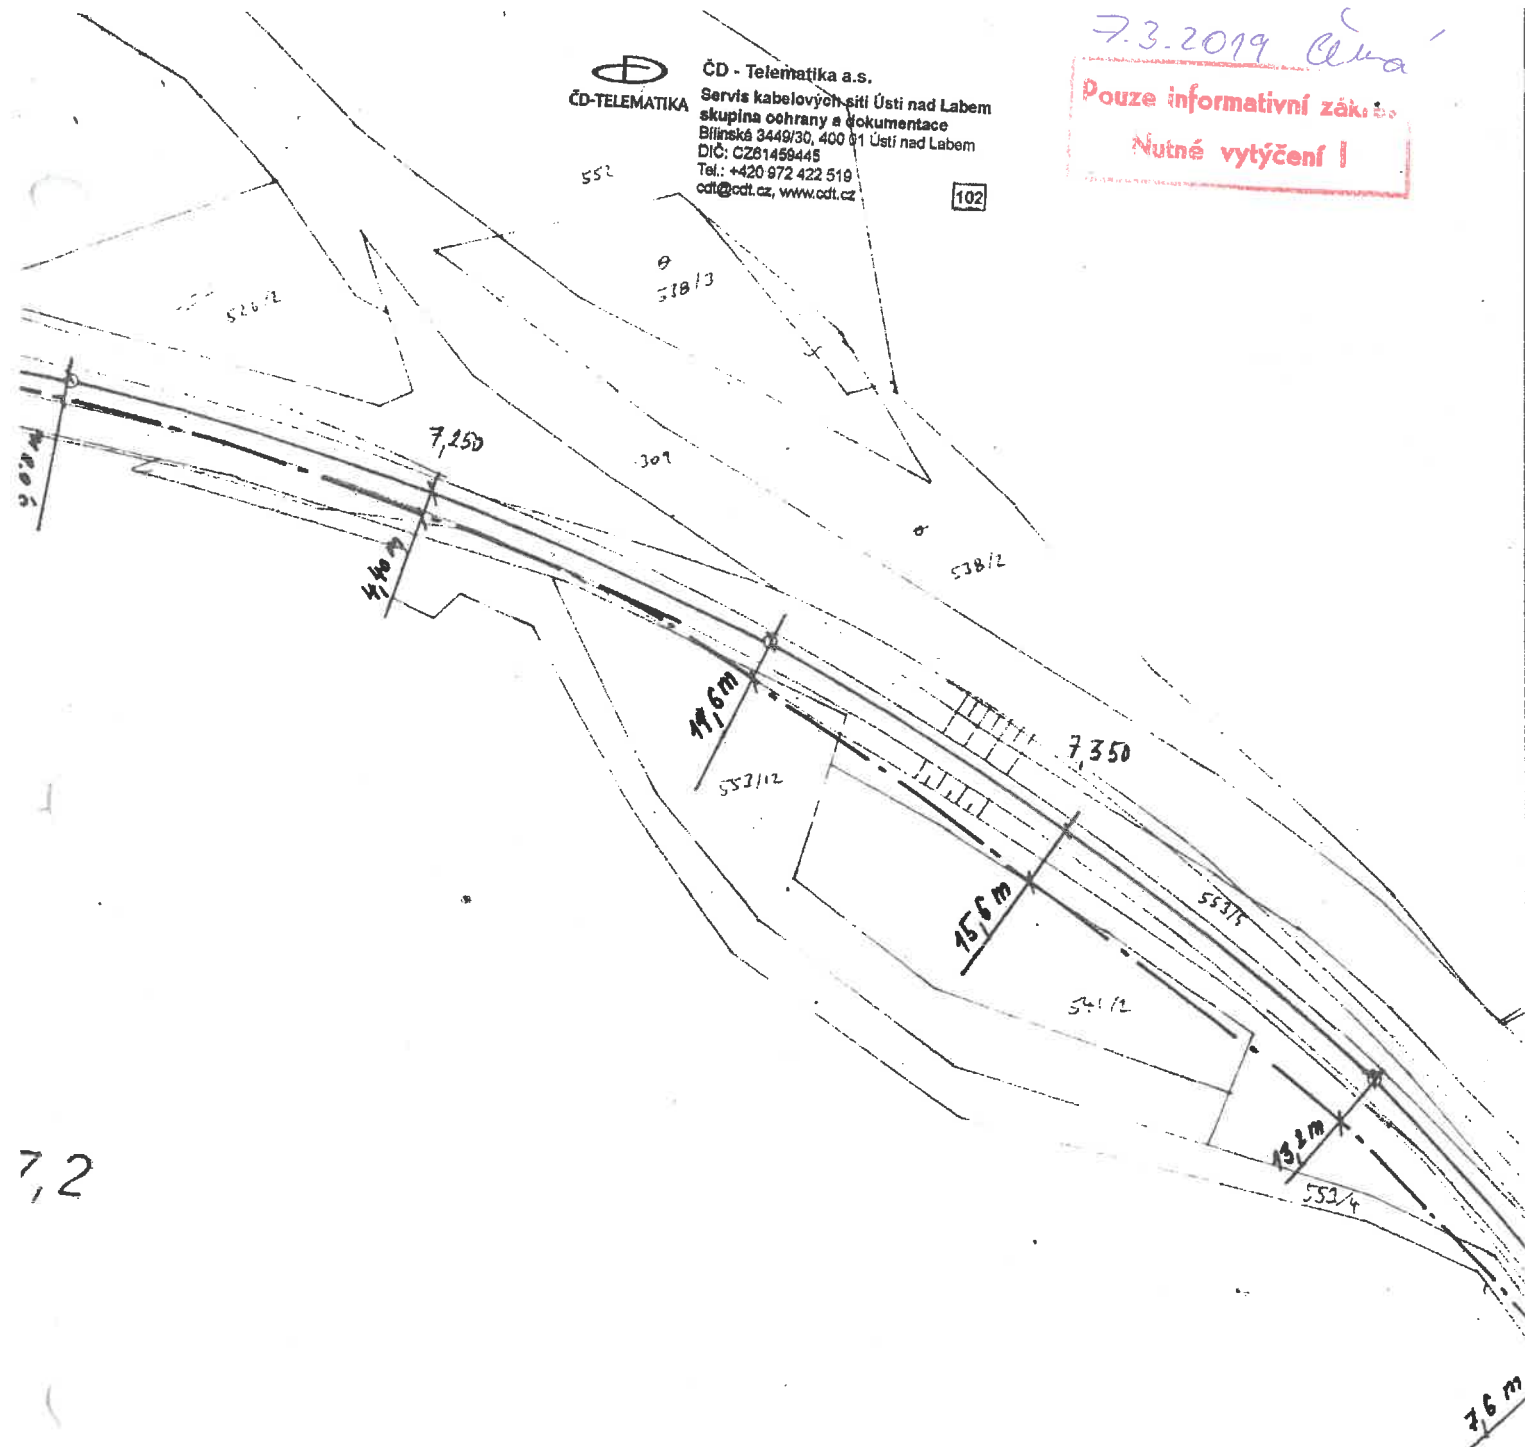 7.3.2019
ČD - Telematika a.s.
ČD-TELEMATIKA
Servis kabelových sítí Ústí nad Labem
skupina ochrany a dokumentace
Bílinská 3449/30, 400 01 Ústí nad Labem
DIČ: CZ61459445
Tel.: +420 972 422 519
cdt@cdt.cz, www.cdt.cz
102
Pouze informativní
Nutné vytýčení !
552
538/3
526/2
7,250
309
538/2
4,40 m
553/12
7,350
15,6 m
553/5
541/2
13,2 m
553/4
7,2
7,6 m